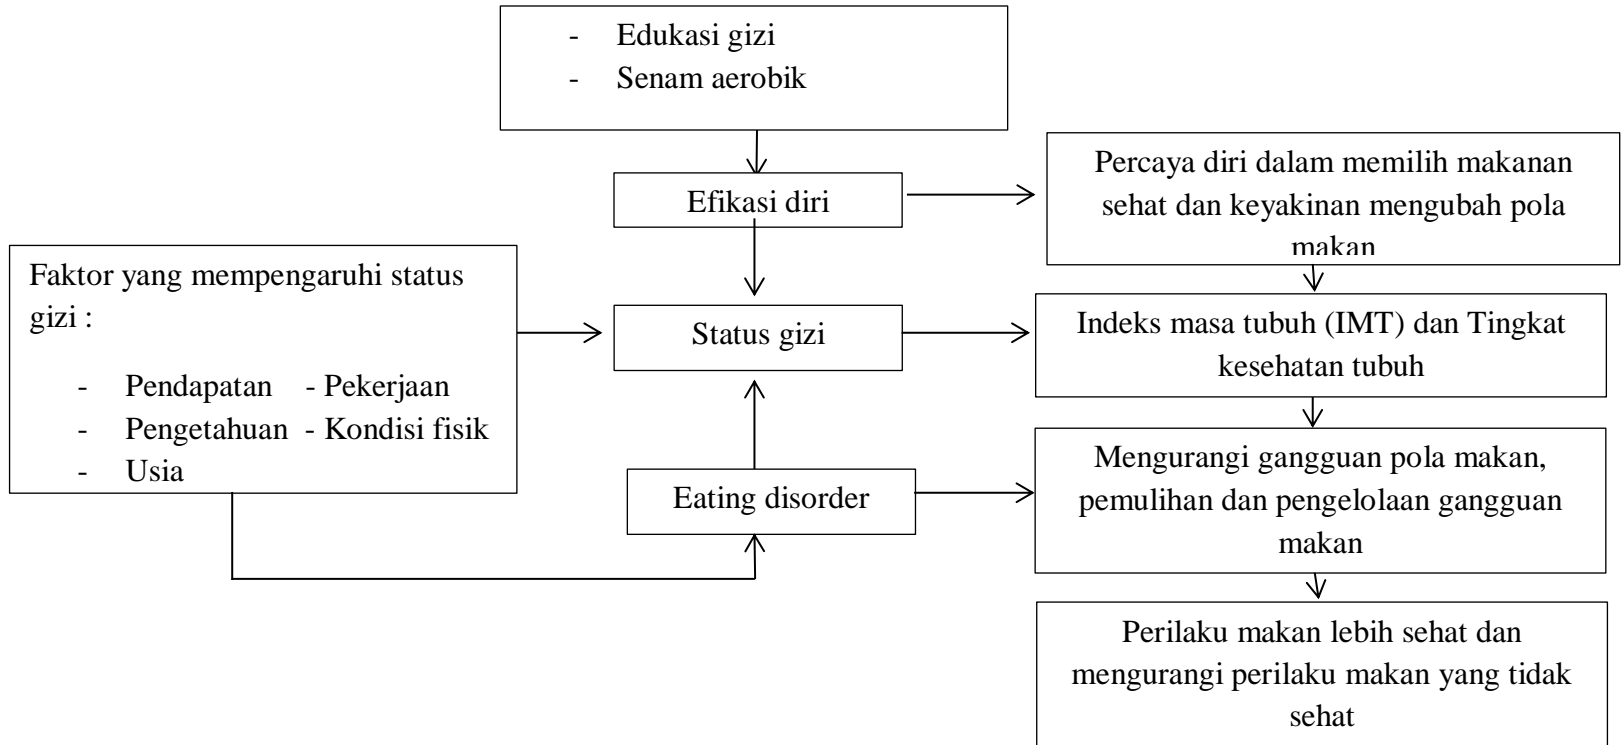 - Edukasi gizi
- Senam aerobik
Efikasi diri
Percaya diri dalam memilih makanan
sehat dan keyakinan mengubah pola
makan
Faktor yang mempengaruhi status
gizi :
- Pendapatan - Pekerjaan
- Pengetahuan - Kondisi fisik
- Usia
Status gizi
Indeks masa tubuh (IMT) dan Tingkat
kesehatan tubuh
Eating disorder
Mengurangi gangguan pola makan,
pemulihan dan pengelolaan gangguan
makan
Perilaku makan lebih sehat dan
mengurangi perilaku makan yang tidak
sehat